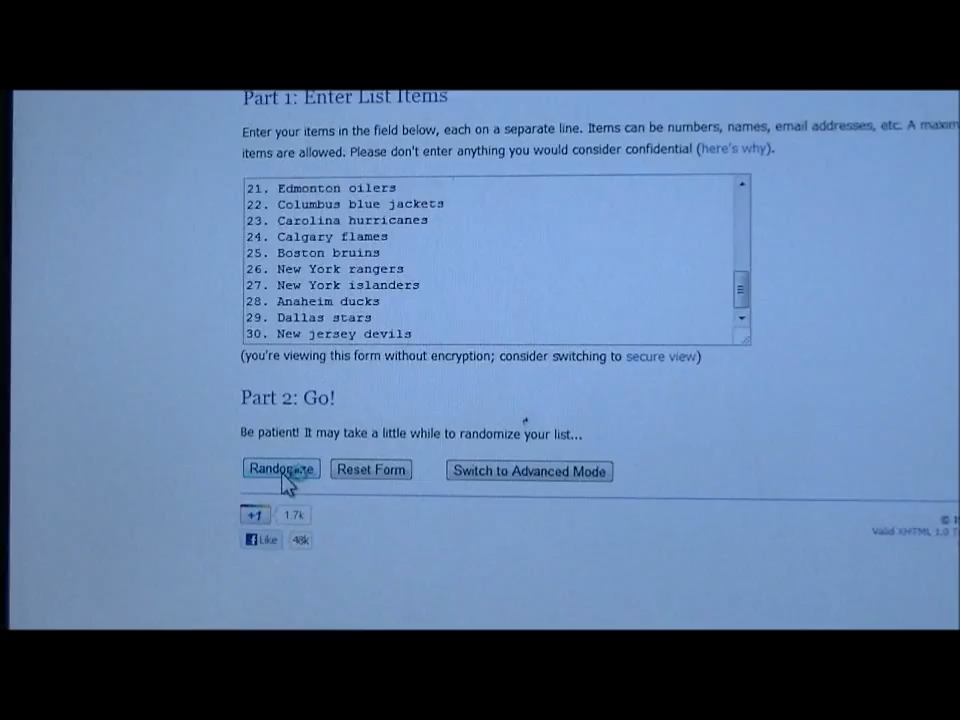 Part 1: Enter List Items
Enter your items in the field below, each on a separate line. Items can be numbers, names, email addresses, etc. A
items are allowed. Please don't enter anything you would consider confidential (here's why).
21. Edmonton oilers
22. Columbus blue jackets
23. Carolina hurricanes
24. Calgary flames
25. Boston bruins
26. New York rangers
27. New York islanders
28. Anaheim ducks
29. Dallas stars
30. New jersey devils
(you're viewing this form without encryption; consider switching to secure view)
Part 2: Go!
Be patient! It may take a little while to randomize your list...
Randomize Reset Form Switch to Advanced Mode
+1 1.7k
©
Like 48k
Valid XHTML 1.0